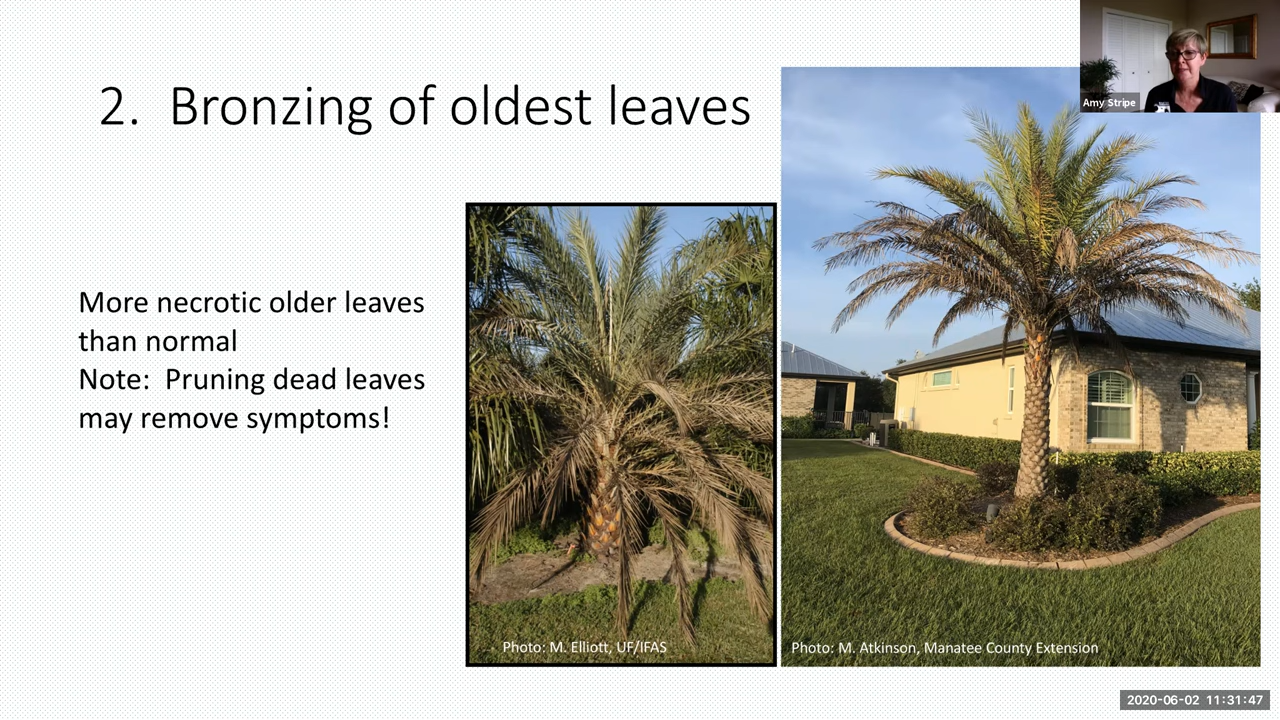 2. Bronzing of oldest leaves
Amy Stripe
More necrotic older leaves
than normal
Note: Pruning dead leaves
may remove symptoms!
Photo: M. Elliott, UF/IFAS
Photo: M. Atkinson, Manatee County Extension
2020-06-02 11:31:47